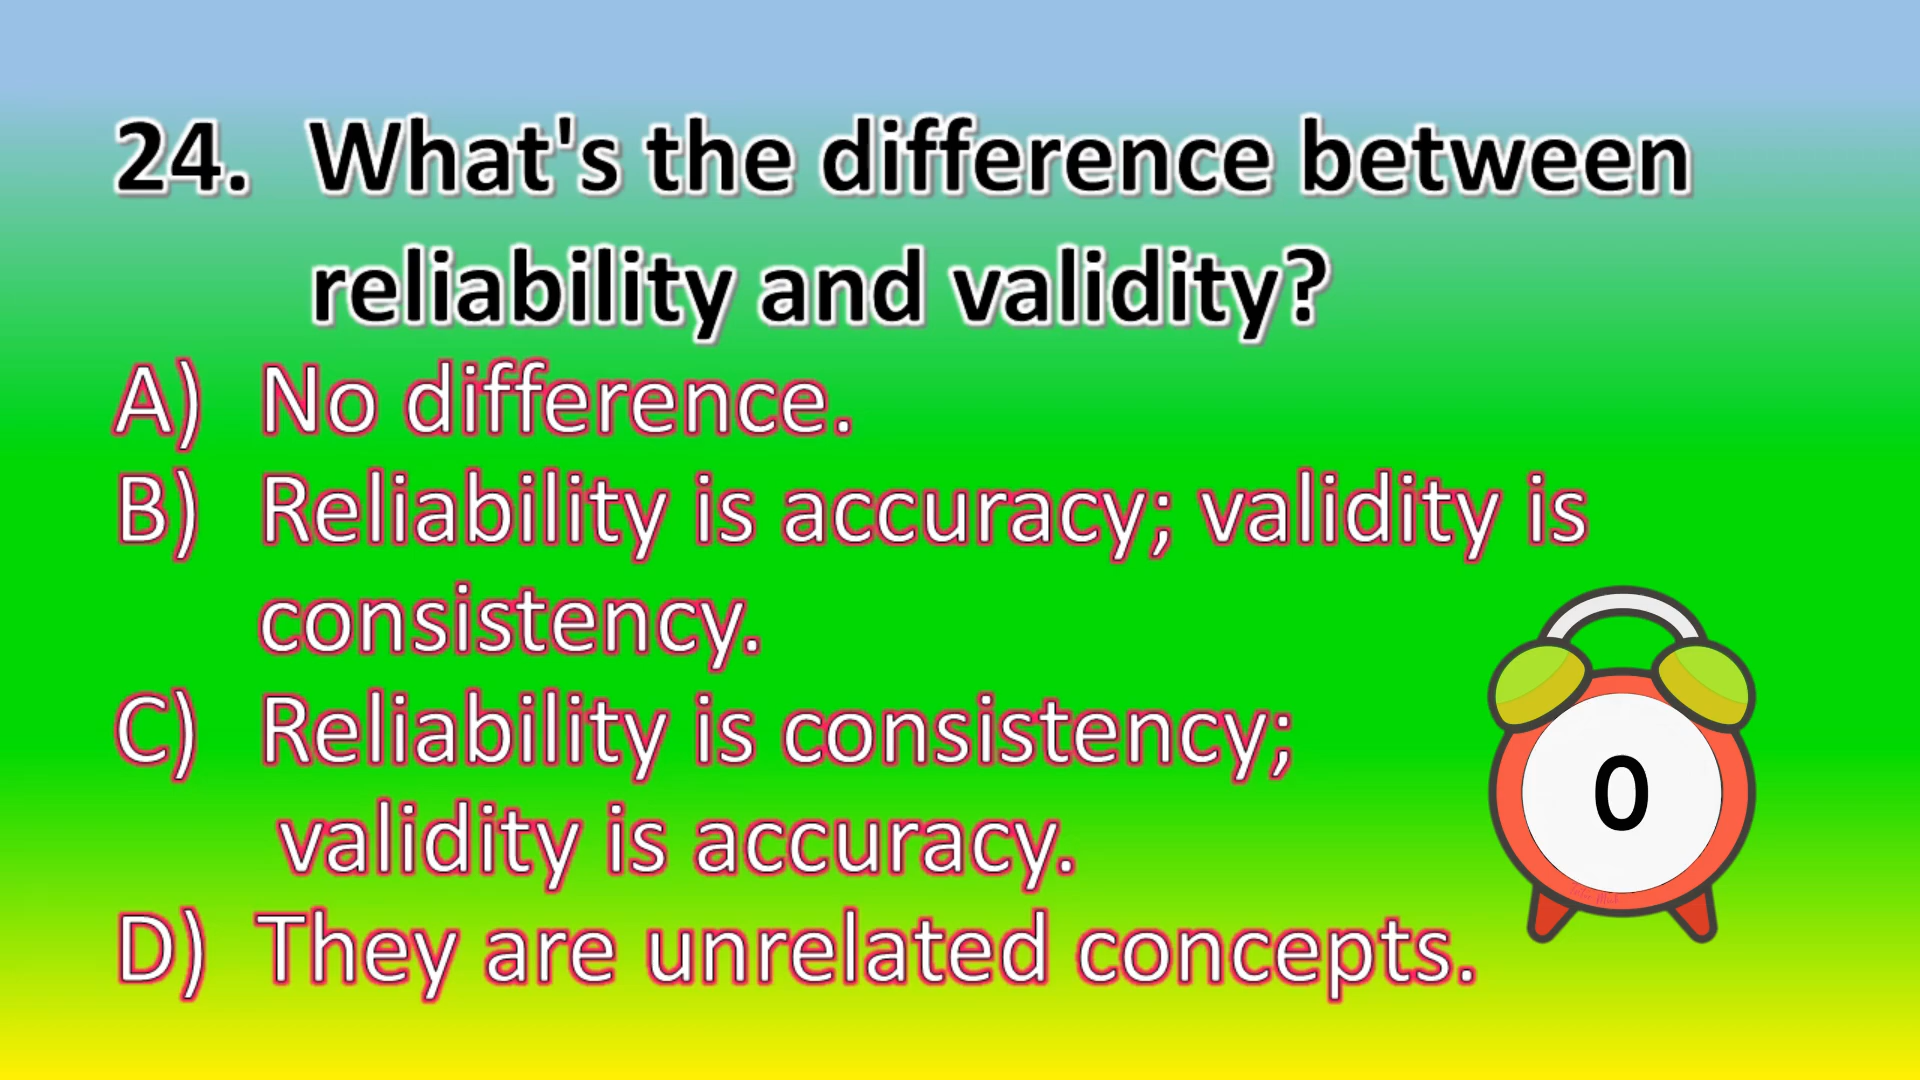 24. What's the difference between
reliability and validity?
A) No difference.
B) Reliability is accuracy; validity is
consistency.
C) Reliability is consistency;
validity is accuracy.
D) They are unrelated concepts.
0